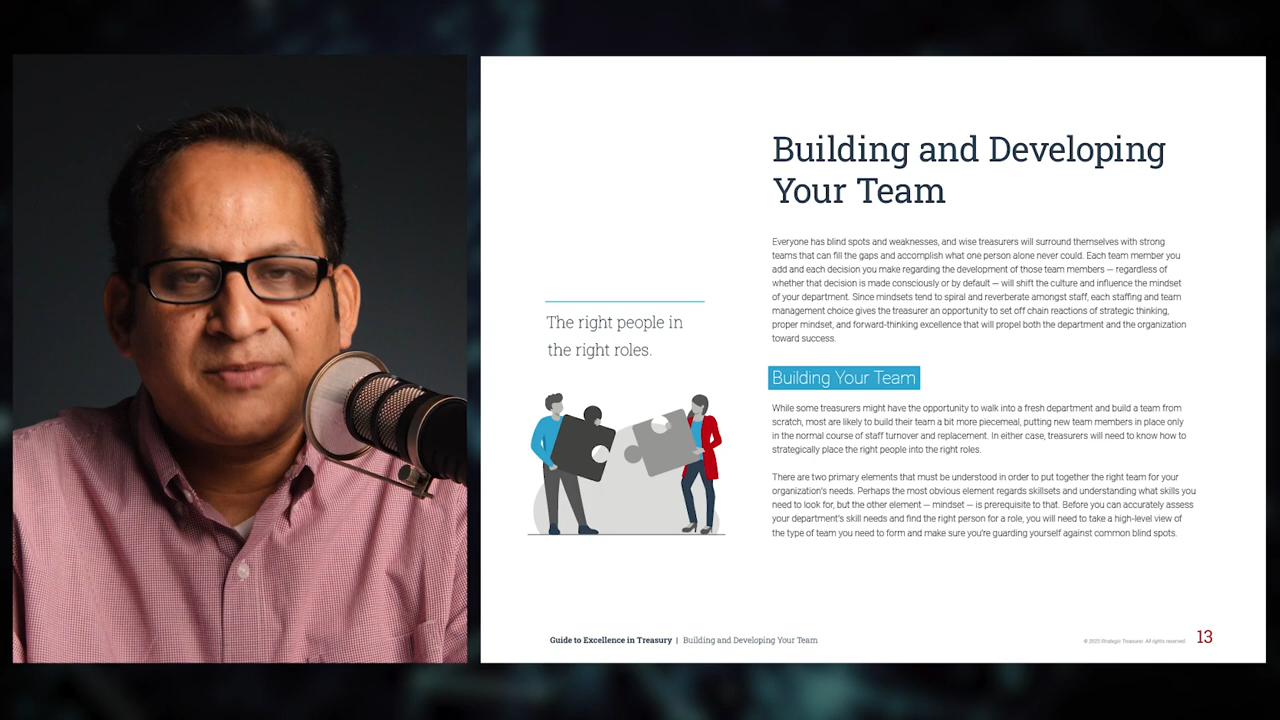 Building and Developing
Your Team
Everyone has blind spots and weaknesses, and wise treasurers will surround themselves with strong
teams that can fill the gaps and accomplish what one person alone never could. Each team member you
add and each decision you make regarding the development of those team members — regardless of
whether that decision is made consciously or by default — will shift the culture and influence the mindset
of your department. Since mindsets tend to spiral and reverberate amongst staff, each staffing and team
management choice gives the treasurer an opportunity to set off chain reactions of strategic thinking,
proper mindset, and forward-thinking excellence that will propel both the department and the organization
toward success.
The right people in
the right roles.
Building Your Team
While some treasurers might have the opportunity to walk into a fresh department and build a team from
scratch, most are likely to build their team a bit more piecemeal, putting new team members in place only
in the normal course of staff turnover and replacement. In either case, treasurers will need to know how to
strategically place the right people into the right roles.
There are two primary elements that must be understood in order to put together the right team for your
organization's needs. Perhaps the most obvious element regards skillsets and understanding what skills you
need to look for, but the other element — mindset — is prerequisite to that. Before you can accurately assess
your department's skill needs and find the right person for a role, you will need to take a high-level view of
the type of team you need to form and make sure you're guarding yourself against common blind spots.
Guide to Excellence in Treasury | Building and Developing Your Team
© 2023 Strategic Treasurer. All rights reserved. 13